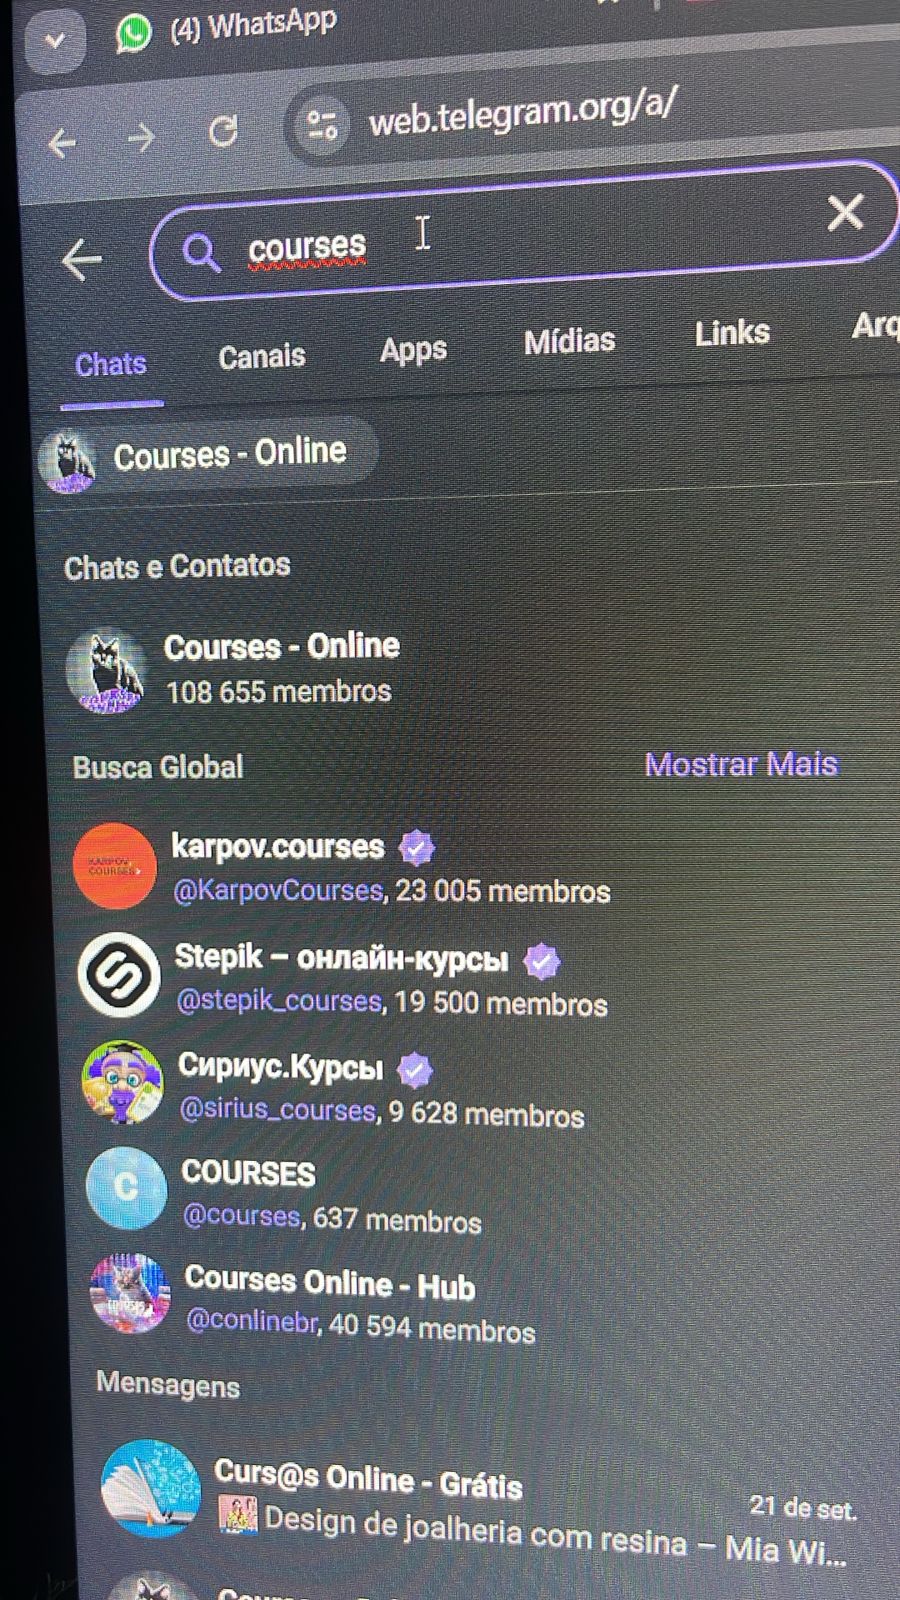 (4) WhatsApp
web.telegram.org/a/
courses
Chats Canais Apps Mídias Links Arq
Courses - Online
Chats e Contatos
Courses - Online
108 655 membros
Busca Global Mostrar Mais
karpov.courses
KARPOV
COURSES
@KarpovCourses, 23 005 membros
Stepik – онлайн-курсы
@stepik_courses, 19 500 membros
Сириус.Курсы
@sirius_courses, 9 628 membros
C
COURSES
@courses, 637 membros
Courses Online - Hub
@conlinebr, 40 594 membros
Mensagens
Curs@s Online - Grátis
21 de set.
Design de joalheria com resina – Mia Wi...